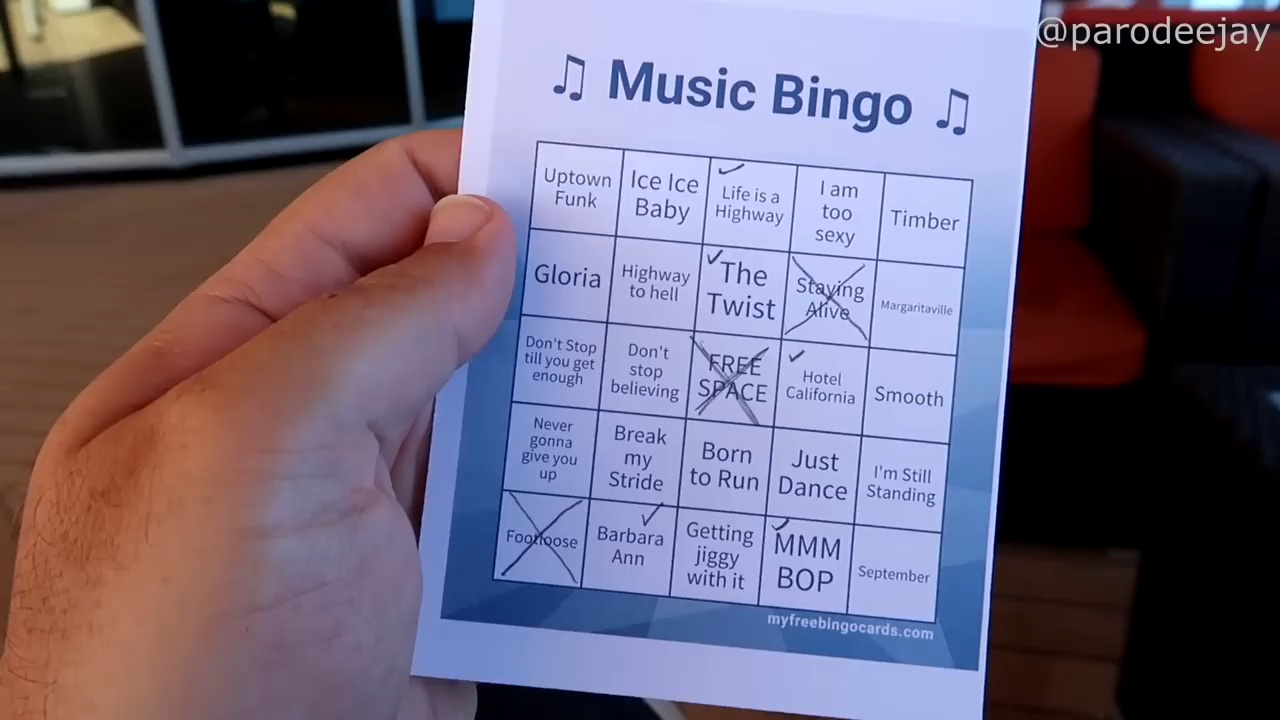 @parodeejay
♫ Music Bingo ♫
Uptown
Funk
Ice Ice
Baby
Life is a
Highway
I am
too
sexy
Timber
Gloria
Highway
to hell
The
Twist
Staying
Alive
Margaritaville
Don't Stop
till you get
enough
Don't
stop
believing
FREE
SPACE
Hotel
California
Smooth
Never
gonna
give you
up
Break
my
Stride
Born
to Run
Just
Dance
I'm Still
Standing
Footloose
Barbara
Ann
Getting
jiggy
with it
MMM
BOP
September
myfreebingocards.com